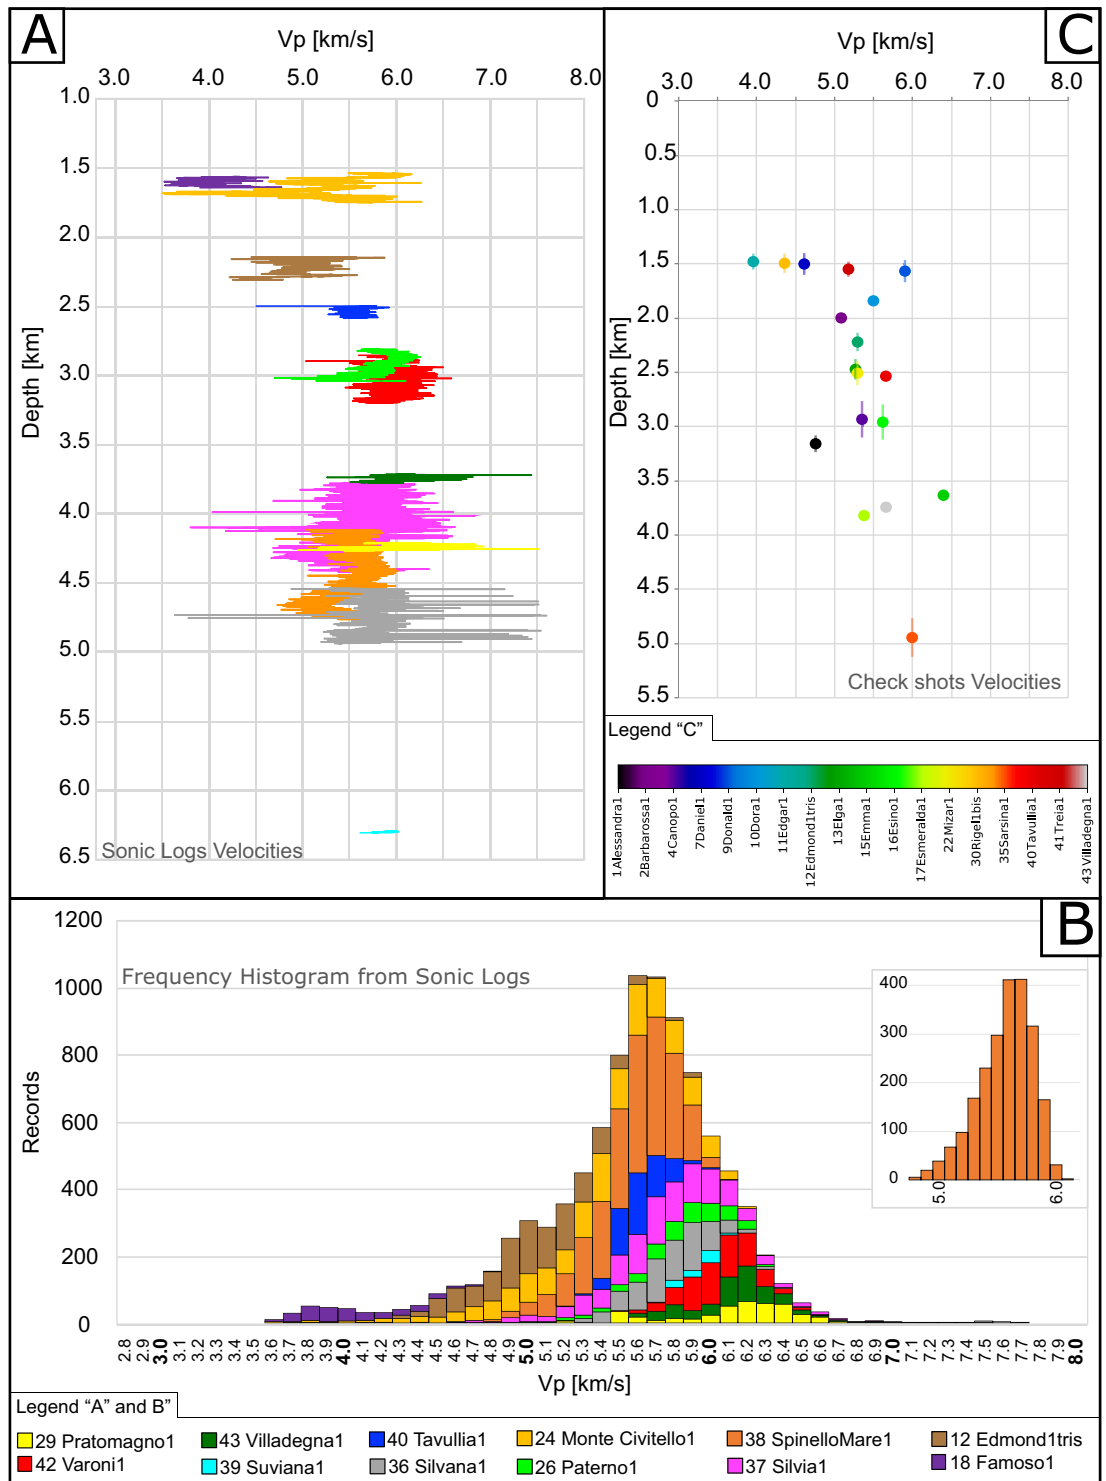 A
Vp [km/s]
3.0 4.0 5.0 6.0 7.0 8.0
1.0
1.5
2.0
2.5
3.0
3.5
4.0
4.5
5.0
5.5
6.0
6.5
Depth [km]
Sonic Logs Velocities
C
Vp [km/s]
3.0 4.0 5.0 6.0 7.0 8.0
0
0.5
1.0
1.5
2.0
2.5
3.0
3.5
4.0
4.5
5.0
5.5
Depth [km]
Check shots Velocities
Legend “C”
1Alessandra1
2Barbarossa1
4Canopo1
7Daniel1
9Donald1
10Dora1
11Edgar1
12Edmond1tris
13Elga1
15Emma1
16Esino1
17Esmeralda1
22Mizar1
30Rigel1bis
35Sarsina1
40Tavullia1
41Treia1
43Villadegna1
B
Frequency Histogram from Sonic Logs
1200
1000
800
600
400
200
0
Records
400
300
200
100
0
5.0 6.0
2.8 2.9 3.0 3.1 3.2 3.3 3.4 3.5 3.6 3.7 3.8 3.9 4.0 4.1 4.2 4.3 4.4 4.5 4.6 4.7 4.8 4.9 5.0 5.1 5.2 5.3 5.4 5.5 5.6 5.7 5.8 5.9 6.0 6.1 6.2 6.3 6.4 6.5 6.6 6.7 6.8 6.9 7.0 7.1 7.2 7.3 7.4 7.5 7.6 7.7 7.8 7.9 8.0
Vp [km/s]
Legend “A” and B”
29 Pratomagno1 43 Villadegna1 40 Tavullia1 24 Monte Civitello1 38 SpinelloMare1 12 Edmond1tris
42 Varoni1 39 Suviana1 36 Silvana1 26 Paterno1 37 Silvia1 18 Famoso1